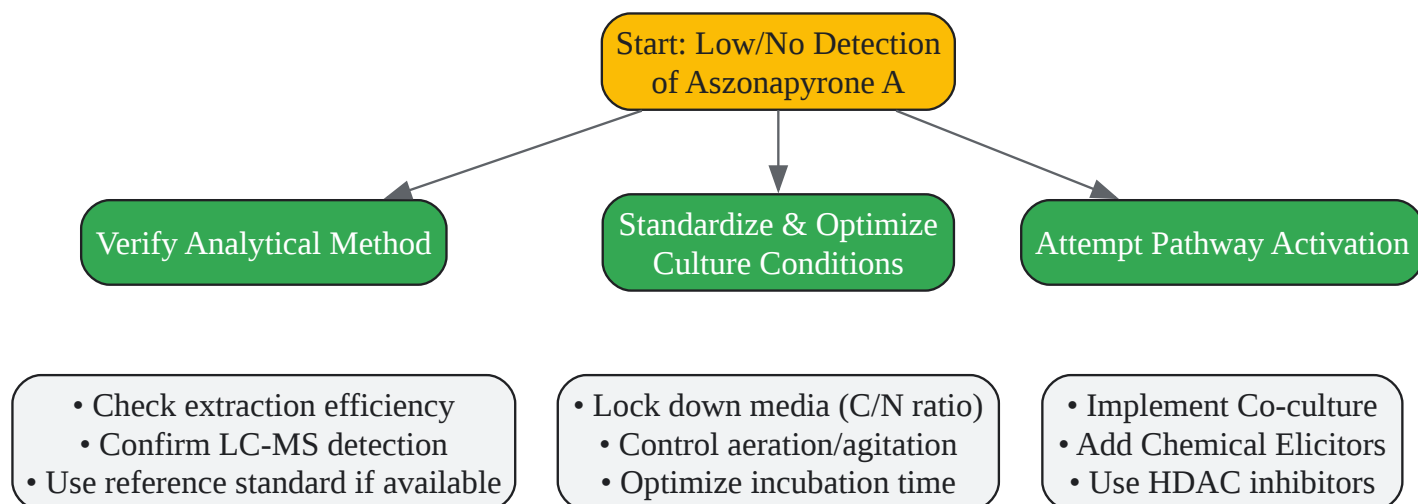 Start: Low/No Detection
of Aszonapyrone A
Verify Analytical Method
Standardize & Optimize
Culture Conditions
Attempt Pathway Activation
• Check extraction efficiency
• Confirm LC-MS detection
• Use reference standard if available
• Lock down media (C/N ratio)
• Control aeration/agitation
• Optimize incubation time
• Implement Co-culture
• Add Chemical Elicitors
• Use HDAC inhibitors